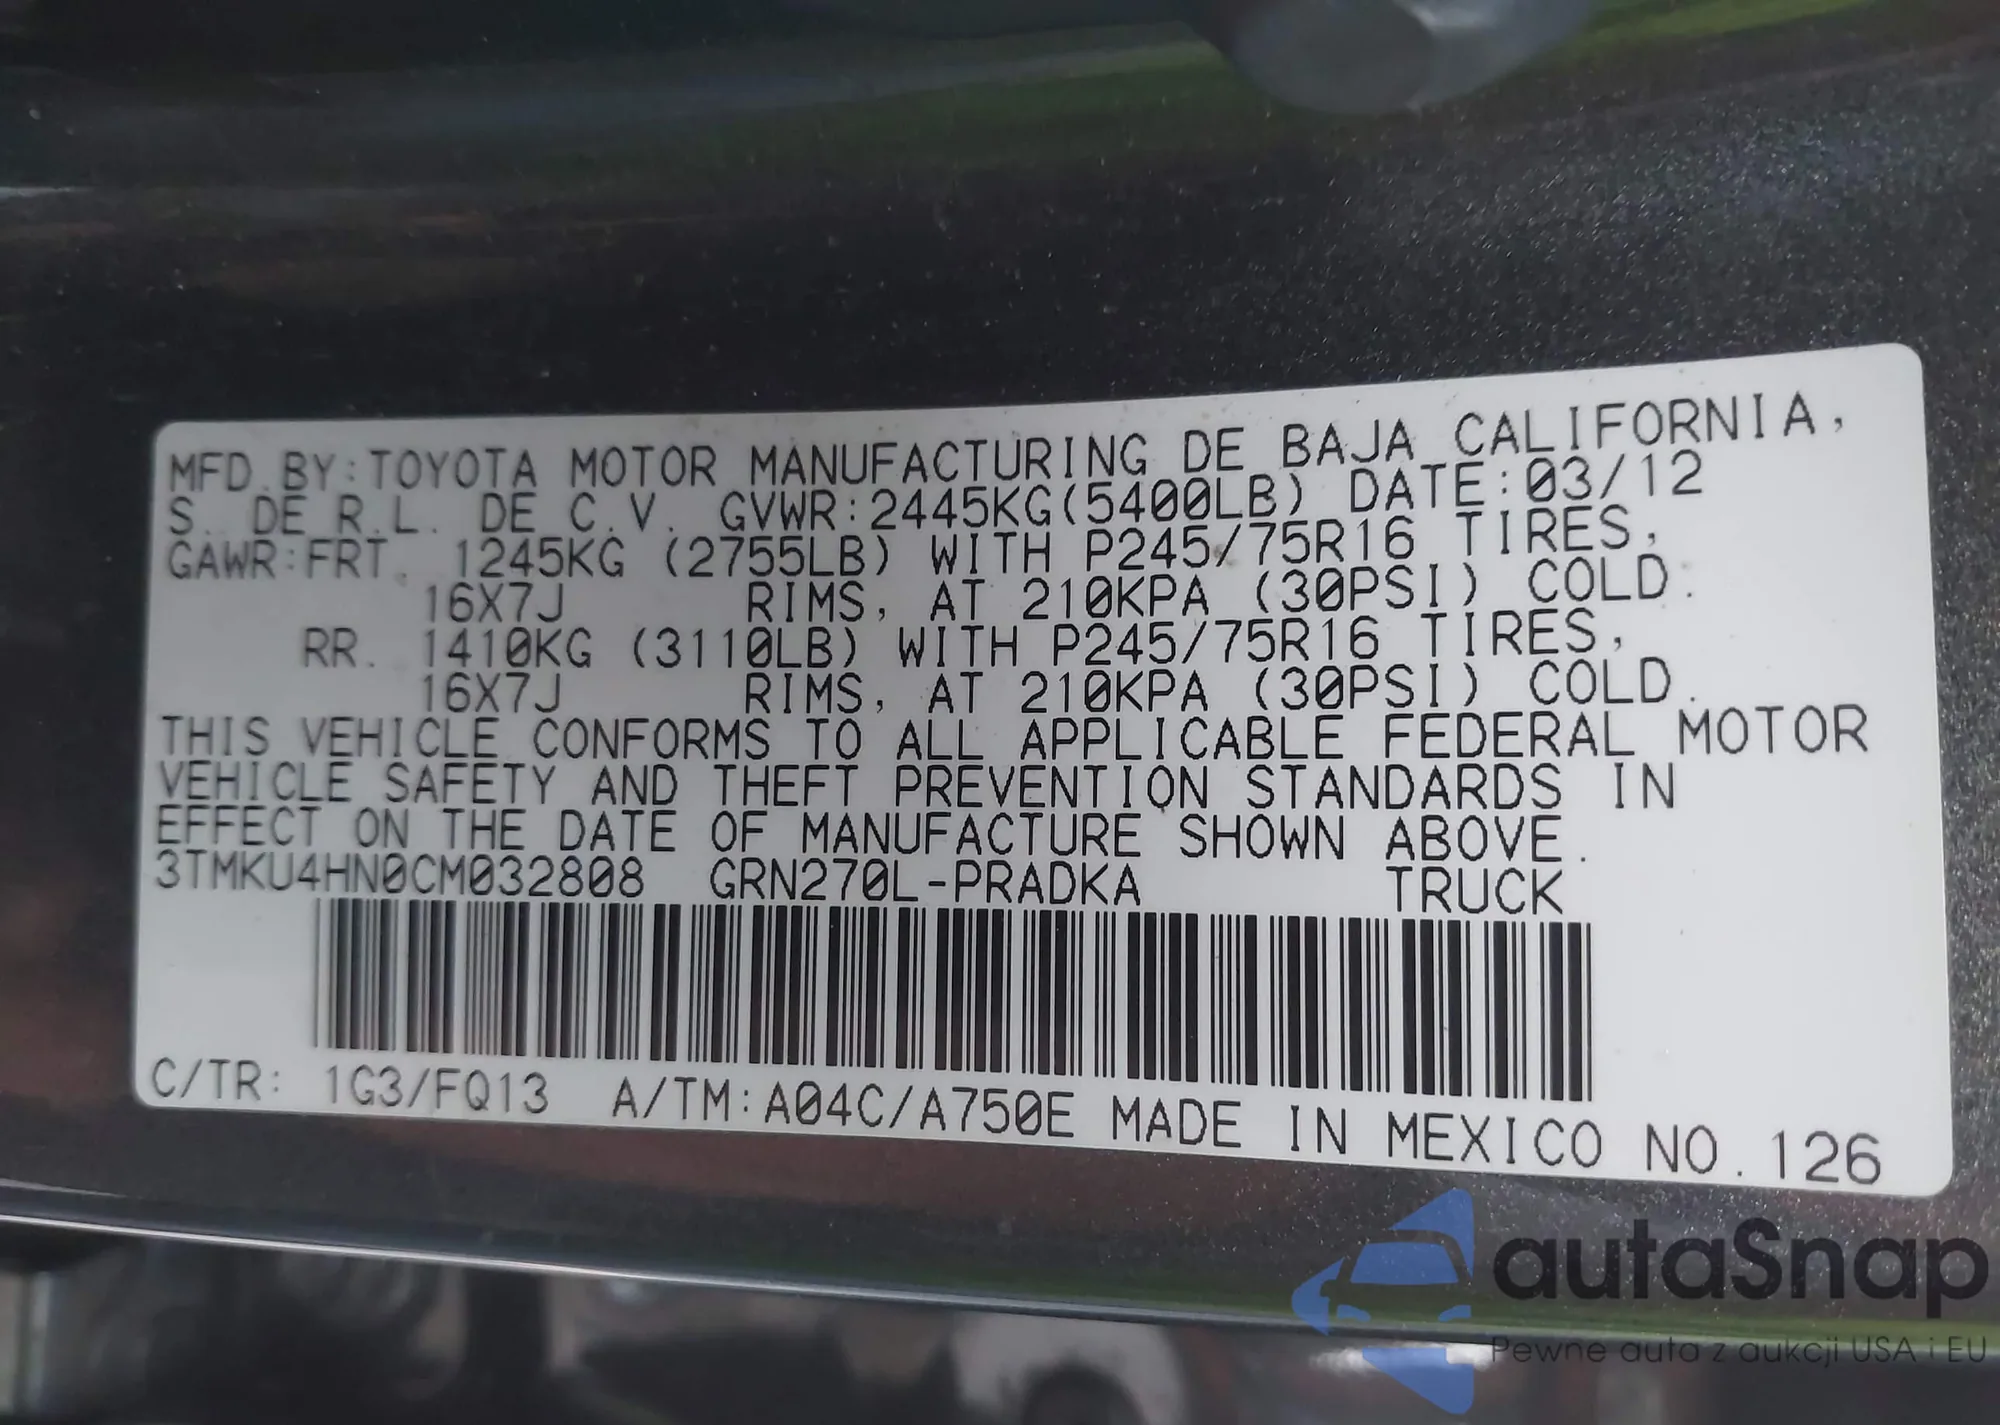 MFD. BY: TOYOTA MOTOR MANUFACTURING DE BAJA CALIFORNIA,
S. DE R.L. DE C.V. GVWR: 2445KG(5400LB) DATE: 03/12
GAWR: FRT. 1245KG (2755LB) WITH P245/75R16 TIRES,
16X7J RIMS, AT 210KPA (30PSI) COLD.
RR. 1410KG (3110LB) WITH P245/75R16 TIRES,
16X7J RIMS, AT 210KPA (30PSI) COLD.
THIS VEHICLE CONFORMS TO ALL APPLICABLE FEDERAL MOTOR
VEHICLE SAFETY AND THEFT PREVENTION STANDARDS IN
EFFECT ON THE DATE OF MANUFACTURE SHOWN ABOVE.
3TMKU4HN0CM032808 GRN270L-PRADKA TRUCK
C/TR: 1G3/FQ13 A/TM: A04C/A750E MADE IN MEXICO NO. 126
autaSnap
Pewne auta z aukcji USA i EU